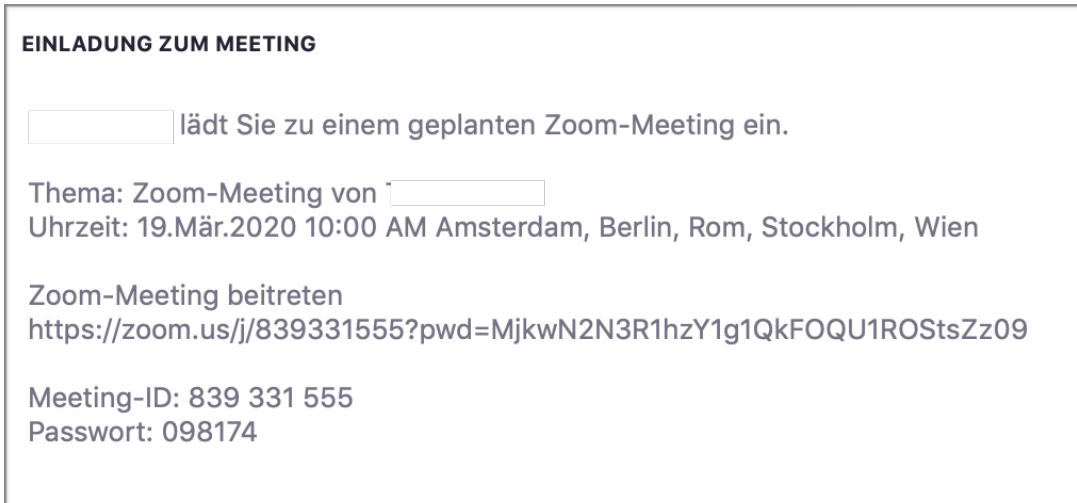 EINLADUNG ZUM MEETING
lädt Sie zu einem geplanten Zoom-Meeting ein.
Thema: Zoom-Meeting von
Uhrzeit: 19.Mär.2020 10:00 AM Amsterdam, Berlin, Rom, Stockholm, Wien
Zoom-Meeting beitreten
https://zoom.us/j/839331555?pwd=MjkwN2N3R1hzY1g1QkFOQU1ROStsZz09
Meeting-ID: 839 331 555
Passwort: 098174